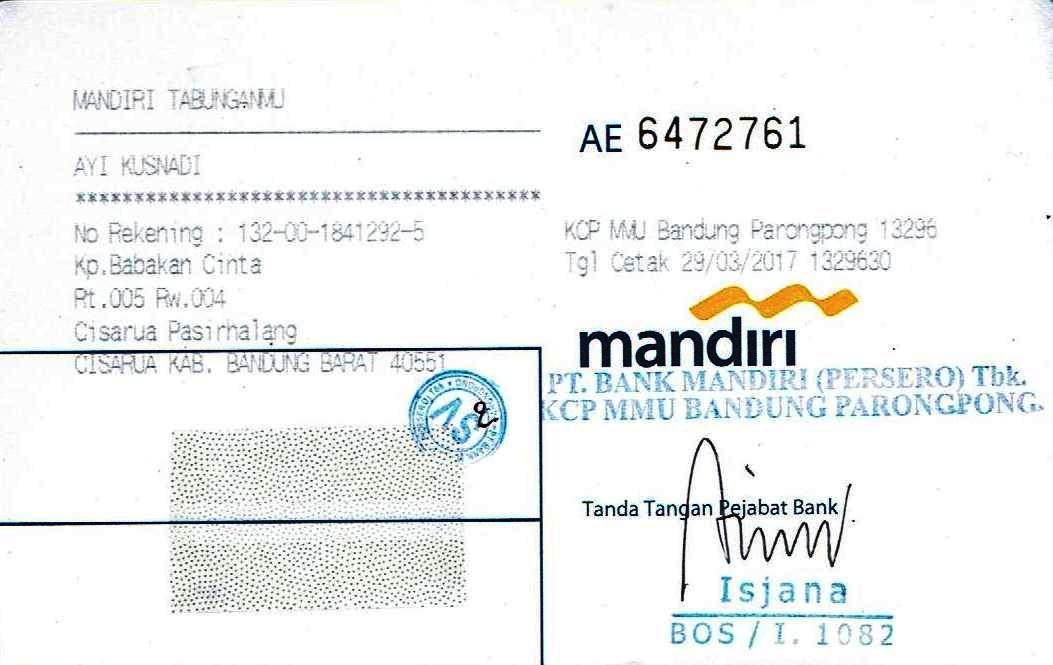 MANDIRI TABUNGANMU
AYI KUSNADI
****************************************
No Rekening : 132-00-1841292-5
Kp.Babakan Cinta
Rt.005 Rw.004
Cisarua Pasirhalang
CISARUA KAB. BANDUNG BARAT 40551
AE 6472761
KCP MMU Bandung Parongpong 13296
Tgl Cetak 29/03/2017 1329630
mandiri
PT. BANK MANDIRI (PERSERO) Tbk.
KCP MMU BANDUNG PARONGPONG.
Tanda Tangan Pejabat Bank
Isjana
BOS / I. 1082